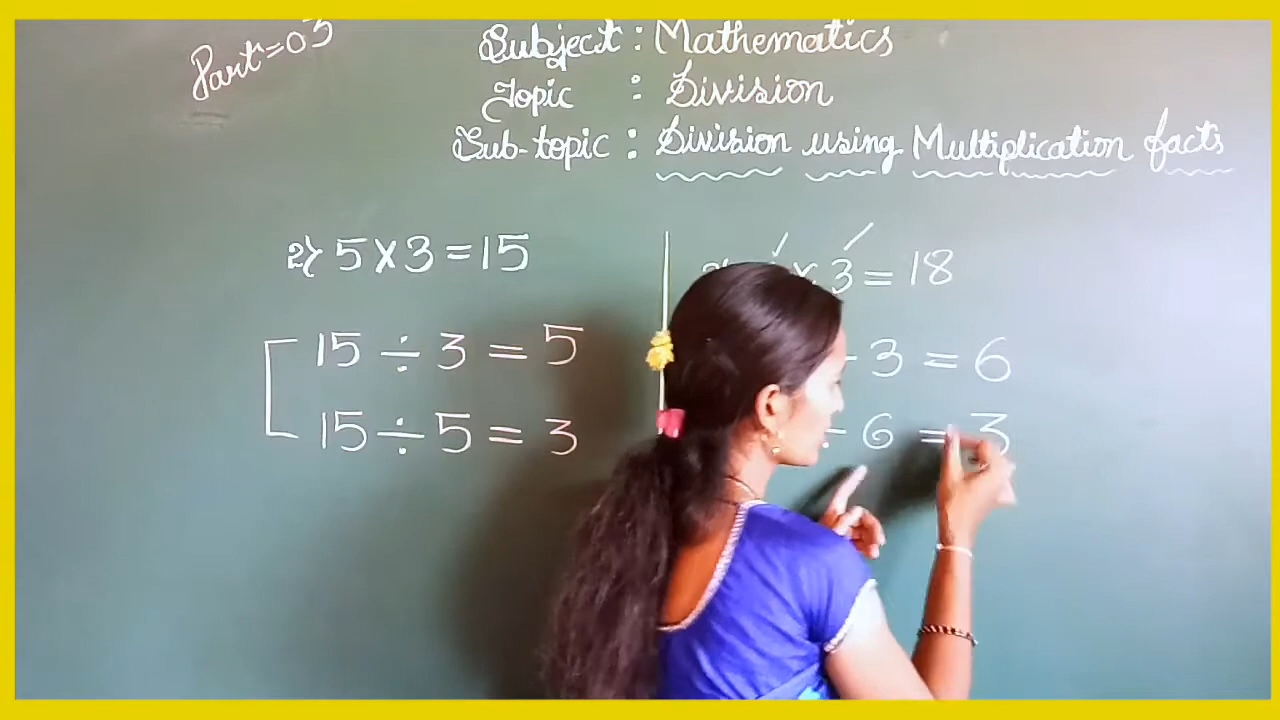 Part=03
Subject : Mathematics
Topic : Division
Sub-topic : Division using Multiplication facts
2) 5×3=15
15÷3=5
15÷5=3
× 3 = 18
3 = 6
÷ 6 = 3